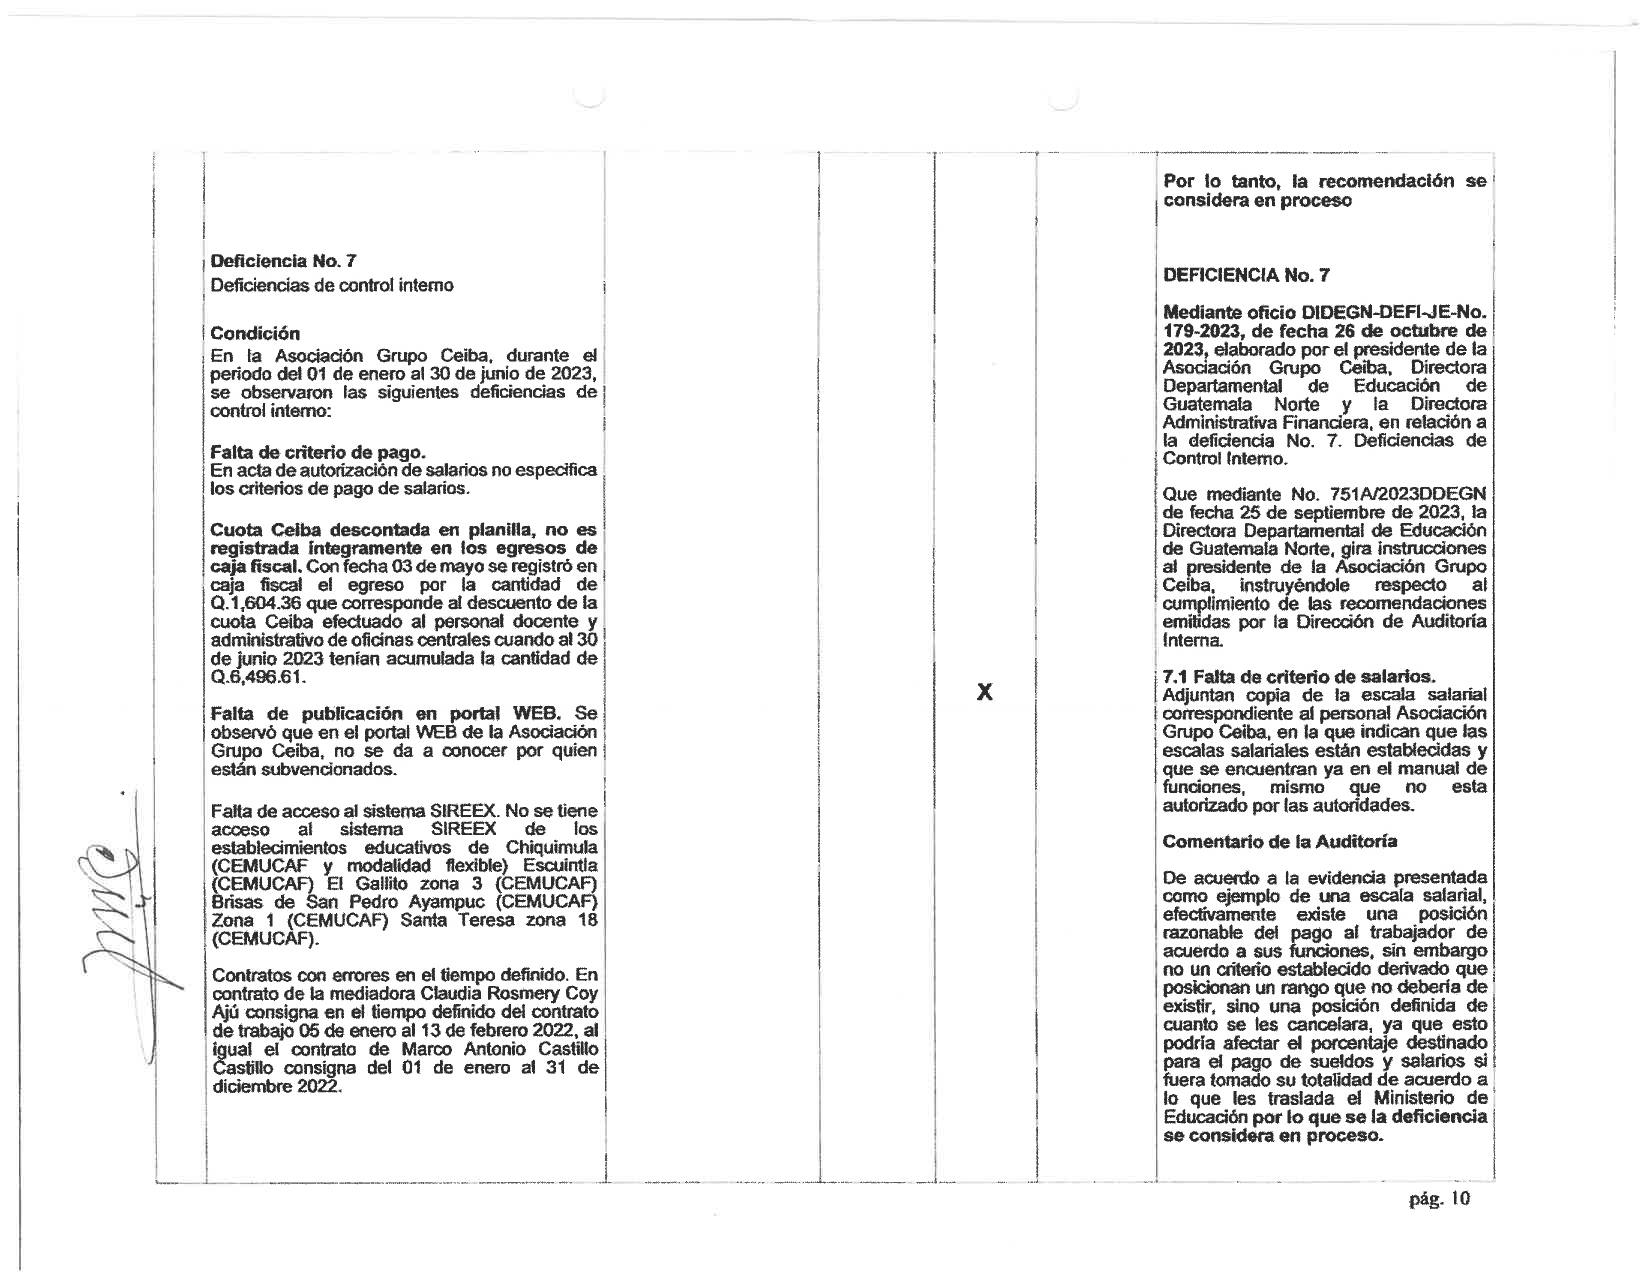 Por lo tanto, la recomendación se
considera en proceso
Deficiencia No. 7
Deficiencias de control interno
Condición
En la Asociación Grupo Ceiba, durante el
periodo del 01 de enero al 30 de junio de 2023,
se observaron las siguientes deficiencias de
control interno:
Falta de criterio de pago.
En acta de autorización de salarios no especifica
los criterios de pago de salarios.
Cuota Ceiba descontada en planilla, no es
registrada íntegramente en los egresos de
caja fiscal. Con fecha 03 de mayo se registró en
caja fiscal el egreso por la cantidad de
Q.1,604.36 que corresponde al descuento de la
cuota Ceiba efectuado al personal docente y
administrativo de oficinas centrales cuando al 30
de junio 2023 tenían acumulada la cantidad de
Q.6,496.61.
Falta de publicación en portal WEB. Se
observó que en el portal WEB de la Asociación
Grupo Ceiba, no se da a conocer por quien
están subvencionados.
Falta de acceso al sistema SIREEX. No se tiene
acceso al sistema SIREEX de los
establecimientos educativos de Chiquimula
(CEMUCAF y modalidad flexible) Escuintla
(CEMUCAF) El Gallito zona 3 (CEMUCAF)
Brisas de San Pedro Ayampuc (CEMUCAF)
Zona 1 (CEMUCAF) Santa Teresa zona 18
(CEMUCAF).
Contratos con errores en el tiempo definido. En
contrato de la mediadora Claudia Rosmery Coy
Ajú consigna en el tiempo definido del contrato
de trabajo 05 de enero al 13 de febrero 2022, al
igual el contrato de Marco Antonio Castillo
Castillo consigna del 01 de enero al 31 de
diciembre 2022.
X
DEFICIENCIA No. 7
Mediante oficio DIDEGN-DEFI-JE-No.
179-2023, de fecha 26 de octubre de
2023, elaborado por el presidente de la
Asociación Grupo Ceiba, Directora
Departamental de Educación de
Guatemala Norte y la Directora
Administrativa Financiera, en relación a
la deficiencia No. 7. Deficiencias de
Control Interno.
Que mediante No. 751A/2023DDEGN
de fecha 25 de septiembre de 2023, la
Directora Departamental de Educación
de Guatemala Norte, gira instrucciones
al presidente de la Asociación Grupo
Ceiba, instruyéndole respecto al
cumplimiento de las recomendaciones
emitidas por la Dirección de Auditoría
Interna.
7.1 Falta de criterio de salarios.
Adjuntan copia de la escala salarial
correspondiente al personal Asociación
Grupo Ceiba, en la que indican que las
escalas salariales están establecidas y
que se encuentran ya en el manual de
funciones, mismo que no esta
autorizado por las autoridades.
Comentario de la Auditoría
De acuerdo a la evidencia presentada
como ejemplo de una escala salarial,
efectivamente existe una posición
razonable del pago al trabajador de
acuerdo a sus funciones, sin embargo
no un criterio establecido derivado que
posicionan un rango que no debería de
existir, sino una posición definida de
cuanto se les cancelara, ya que esto
podría afectar el porcentaje destinado
para el pago de sueldos y salarios si
fuera tomado su totalidad de acuerdo a
lo que les traslada el Ministerio de
Educación por lo que se la deficiencia
se considera en proceso.
pág. 10